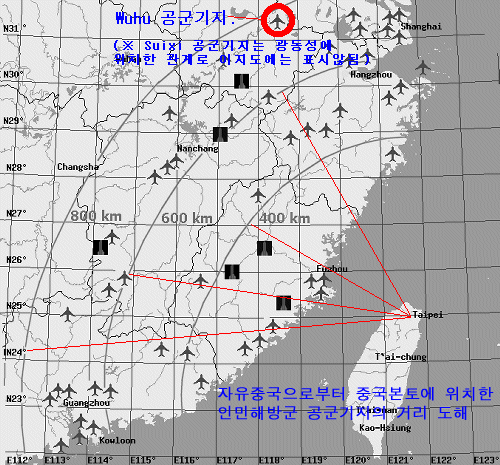 Wuhu 공군기지.
(※ Suixi 공군기지는 광동성에
위치한 관계로 이지도에는 표시않됨)
N31°
N30°
N29°
N28°
N27°
N26°
N25°
N24°
N23°
N22°
Shanghai
Hangzhou
Nanchang
Changsha
800 km
600 km
400 km
Fuzhou
Taipei
T'ai-chung
Kao-Hsiung
Guangzhou
Kowloon
자유중국으로부터 중국본토에 위치한
인민해방군 공군기지의 거리 도해
E112°
E113°
E114°
E115°
E116°
E117°
E118°
E119°
E120°
E121°
E122°
E123°